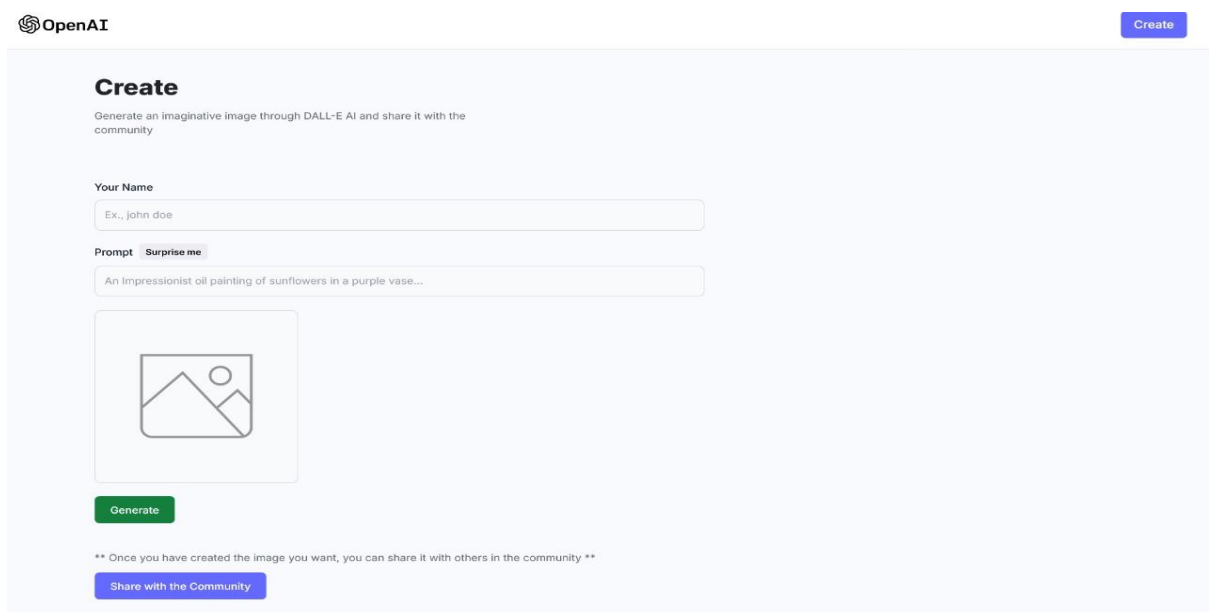 OpenAI
Create
Create
Generate an imaginative image through DALL-E AI and share it with the
community
Your Name
Ex., john doe
Prompt Surprise me
An Impressionist oil painting of sunflowers in a purple vase...
Generate
** Once you have created the image you want, you can share it with others in the community **
Share with the Community